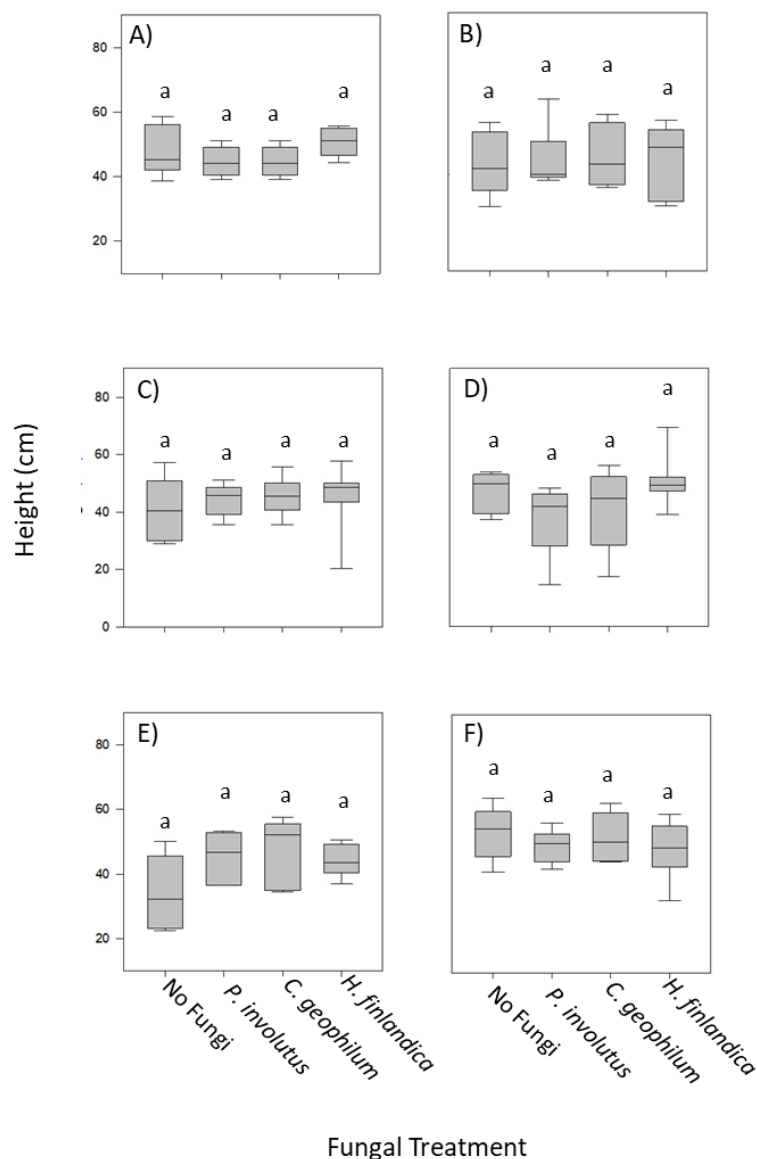 A)
B)
80
a
a
a
a
a
a
a
a
60
40
20
C)
D)
80
a
a
a
a
a
a
a
a
60
40
20
0
Height (cm)
E)
F)
80
a
a
a
a
a
a
a
a
60
40
20
No Fungi
P. involutus
C. geophilum
H. finlandica
No Fungi
P. involutus
C. geophilum
H. finlandica
Fungal Treatment